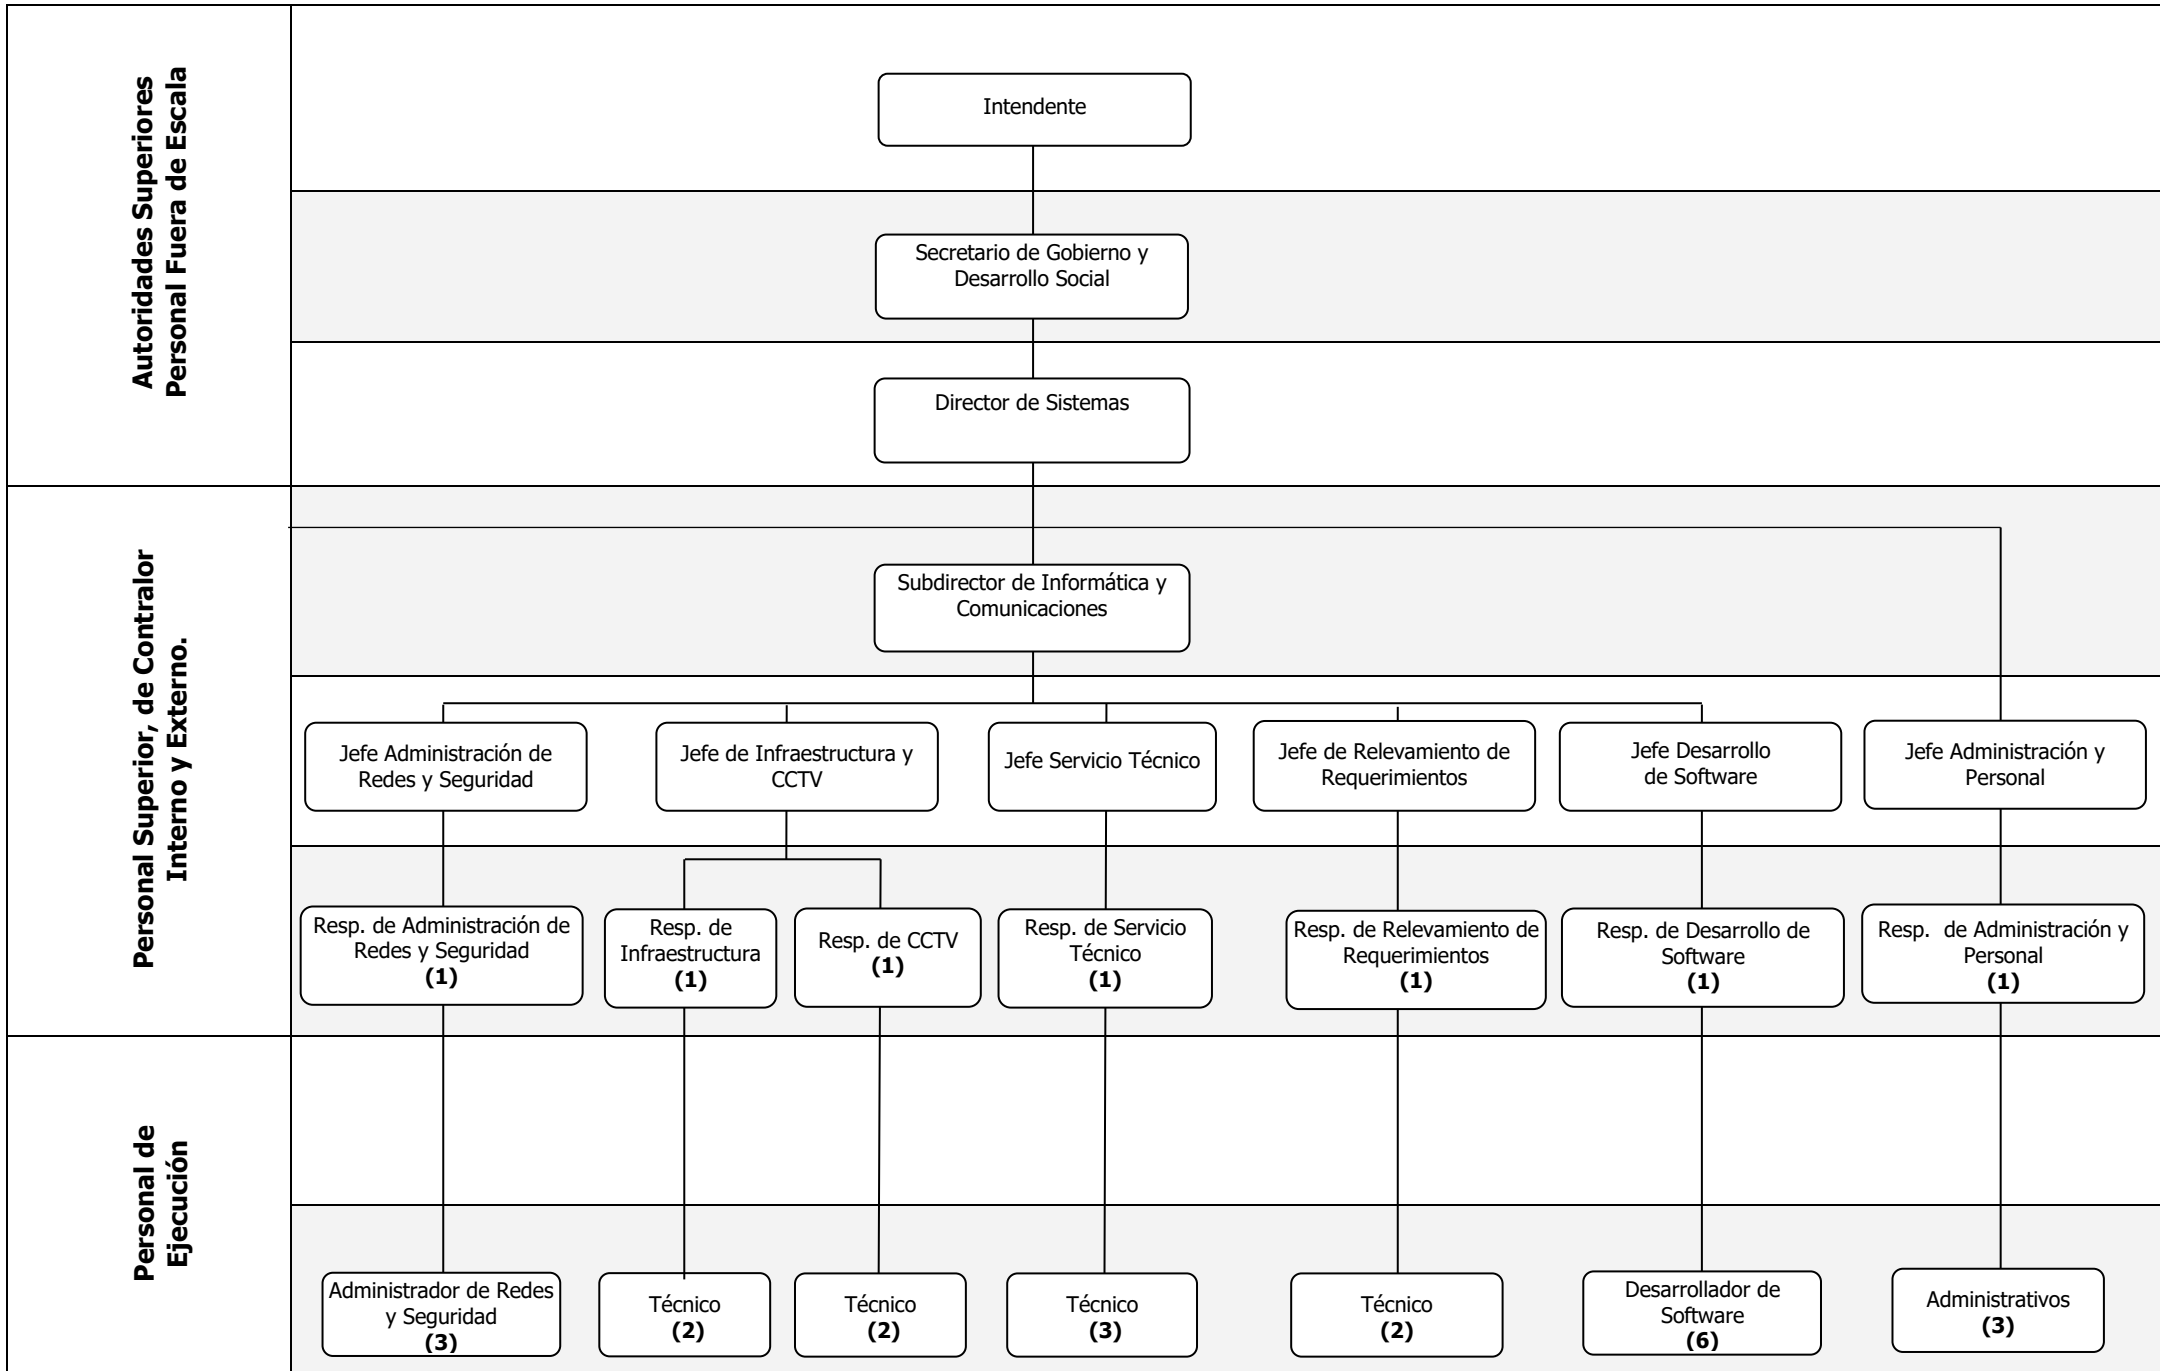 Autoridades Superiores
Personal Fuera de Escala
Intendente
Secretario de Gobierno y
Desarrollo Social
Director de Sistemas
Personal Superior, de Contralor
Interno y Externo.
Subdirector de Informática y
Comunicaciones
Jefe Administración de
Redes y Seguridad
Jefe de Infraestructura y
CCTV
Jefe Servicio Técnico
Jefe de Relevamiento de
Requerimientos
Jefe Desarrollo
de Software
Jefe Administración y
Personal
Resp. de Administración de
Redes y Seguridad
(1)
Resp. de
Infraestructura
(1)
Resp. de CCTV
(1)
Resp. de Servicio
Técnico
(1)
Resp. de Relevamiento de
Requerimientos
(1)
Resp. de Desarrollo de
Software
(1)
Resp. de Administración y
Personal
(1)
Personal de
Ejecución
Administrador de Redes
y Seguridad
(3)
Técnico
(2)
Técnico
(2)
Técnico
(3)
Técnico
(2)
Desarrollador de
Software
(6)
Administrativos
(3)